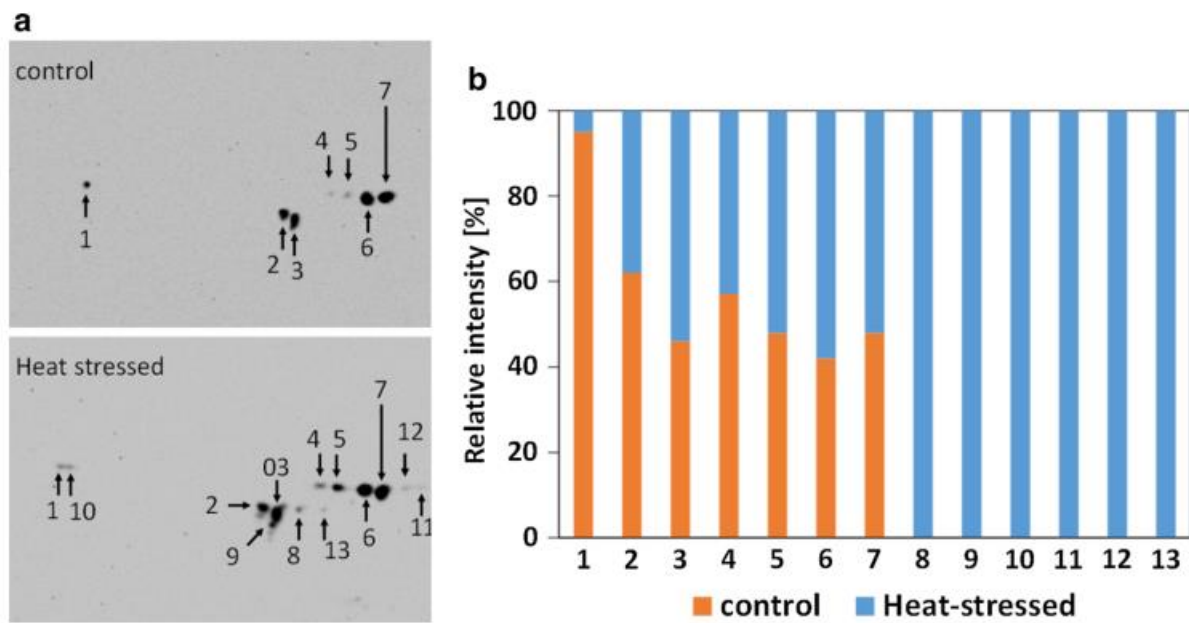 a
control
7
4 5
1
2 3
6
Heat stressed
7
4 5 12
03
2
1 10
9 8 13 6 11
b
Relative intensity [%]
100
80
60
40
20
0
1 2 3 4 5 6 7 8 9 10 11 12 13
control Heat-stressed